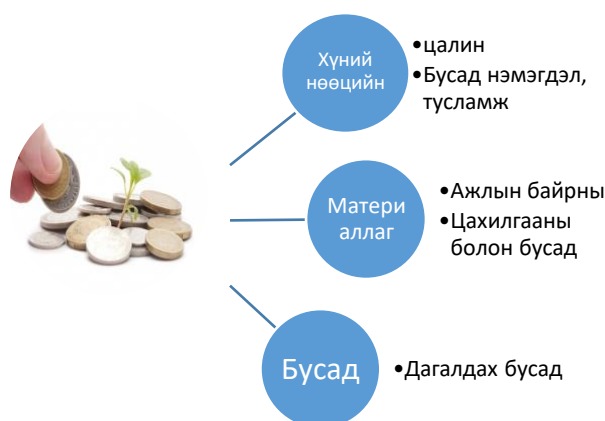 Хүний
нөөцийн
•цалин
•Бусад нэмэгдэл,
тусламж
Матери
аллаг
•Ажлын байрны
•Цахилгааны
болон бусад
Бусад
•Дагалдах бусад